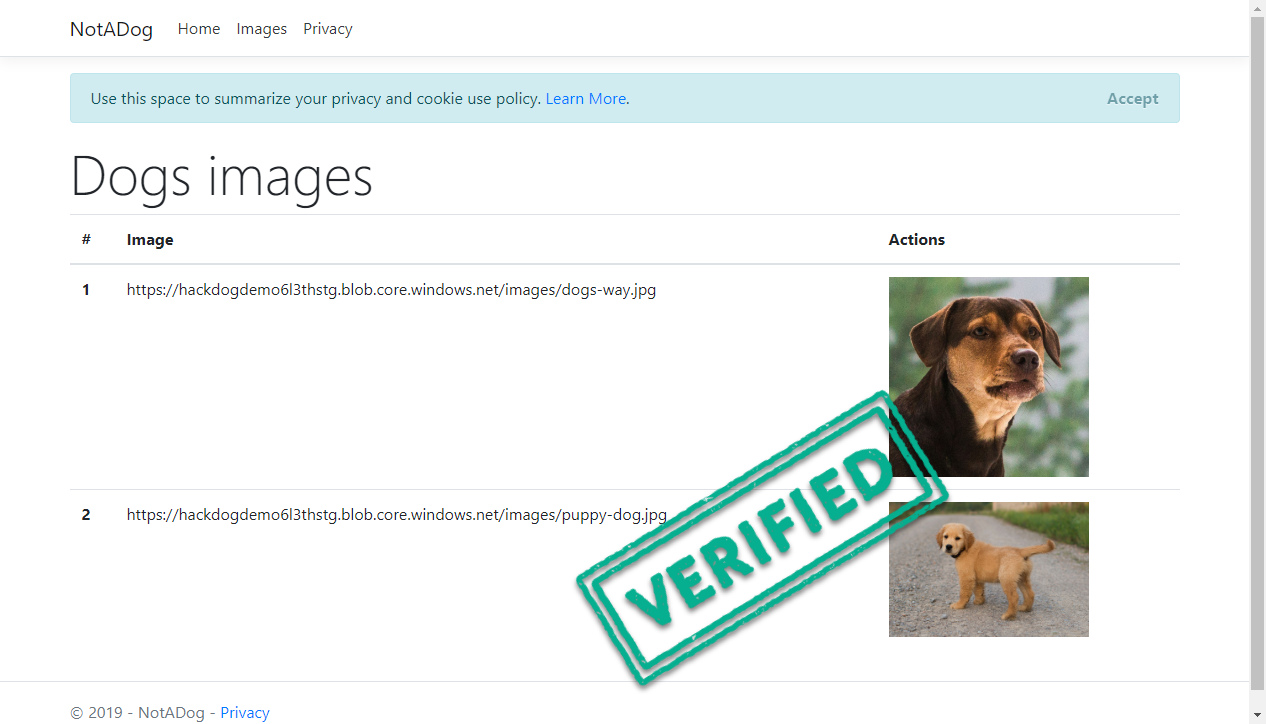 NotADog Home Images Privacy
Use this space to summarize your privacy and cookie use policy. Learn More. Accept
Dogs images
# Image Actions
1 https://hackdogdemo6l3thstg.blob.core.windows.net/images/dogs-way.jpg
2 https://hackdogdemo6l3thstg.blob.core.windows.net/images/puppy-dog.jpg
VERIFIED
© 2019 - NotADog - Privacy